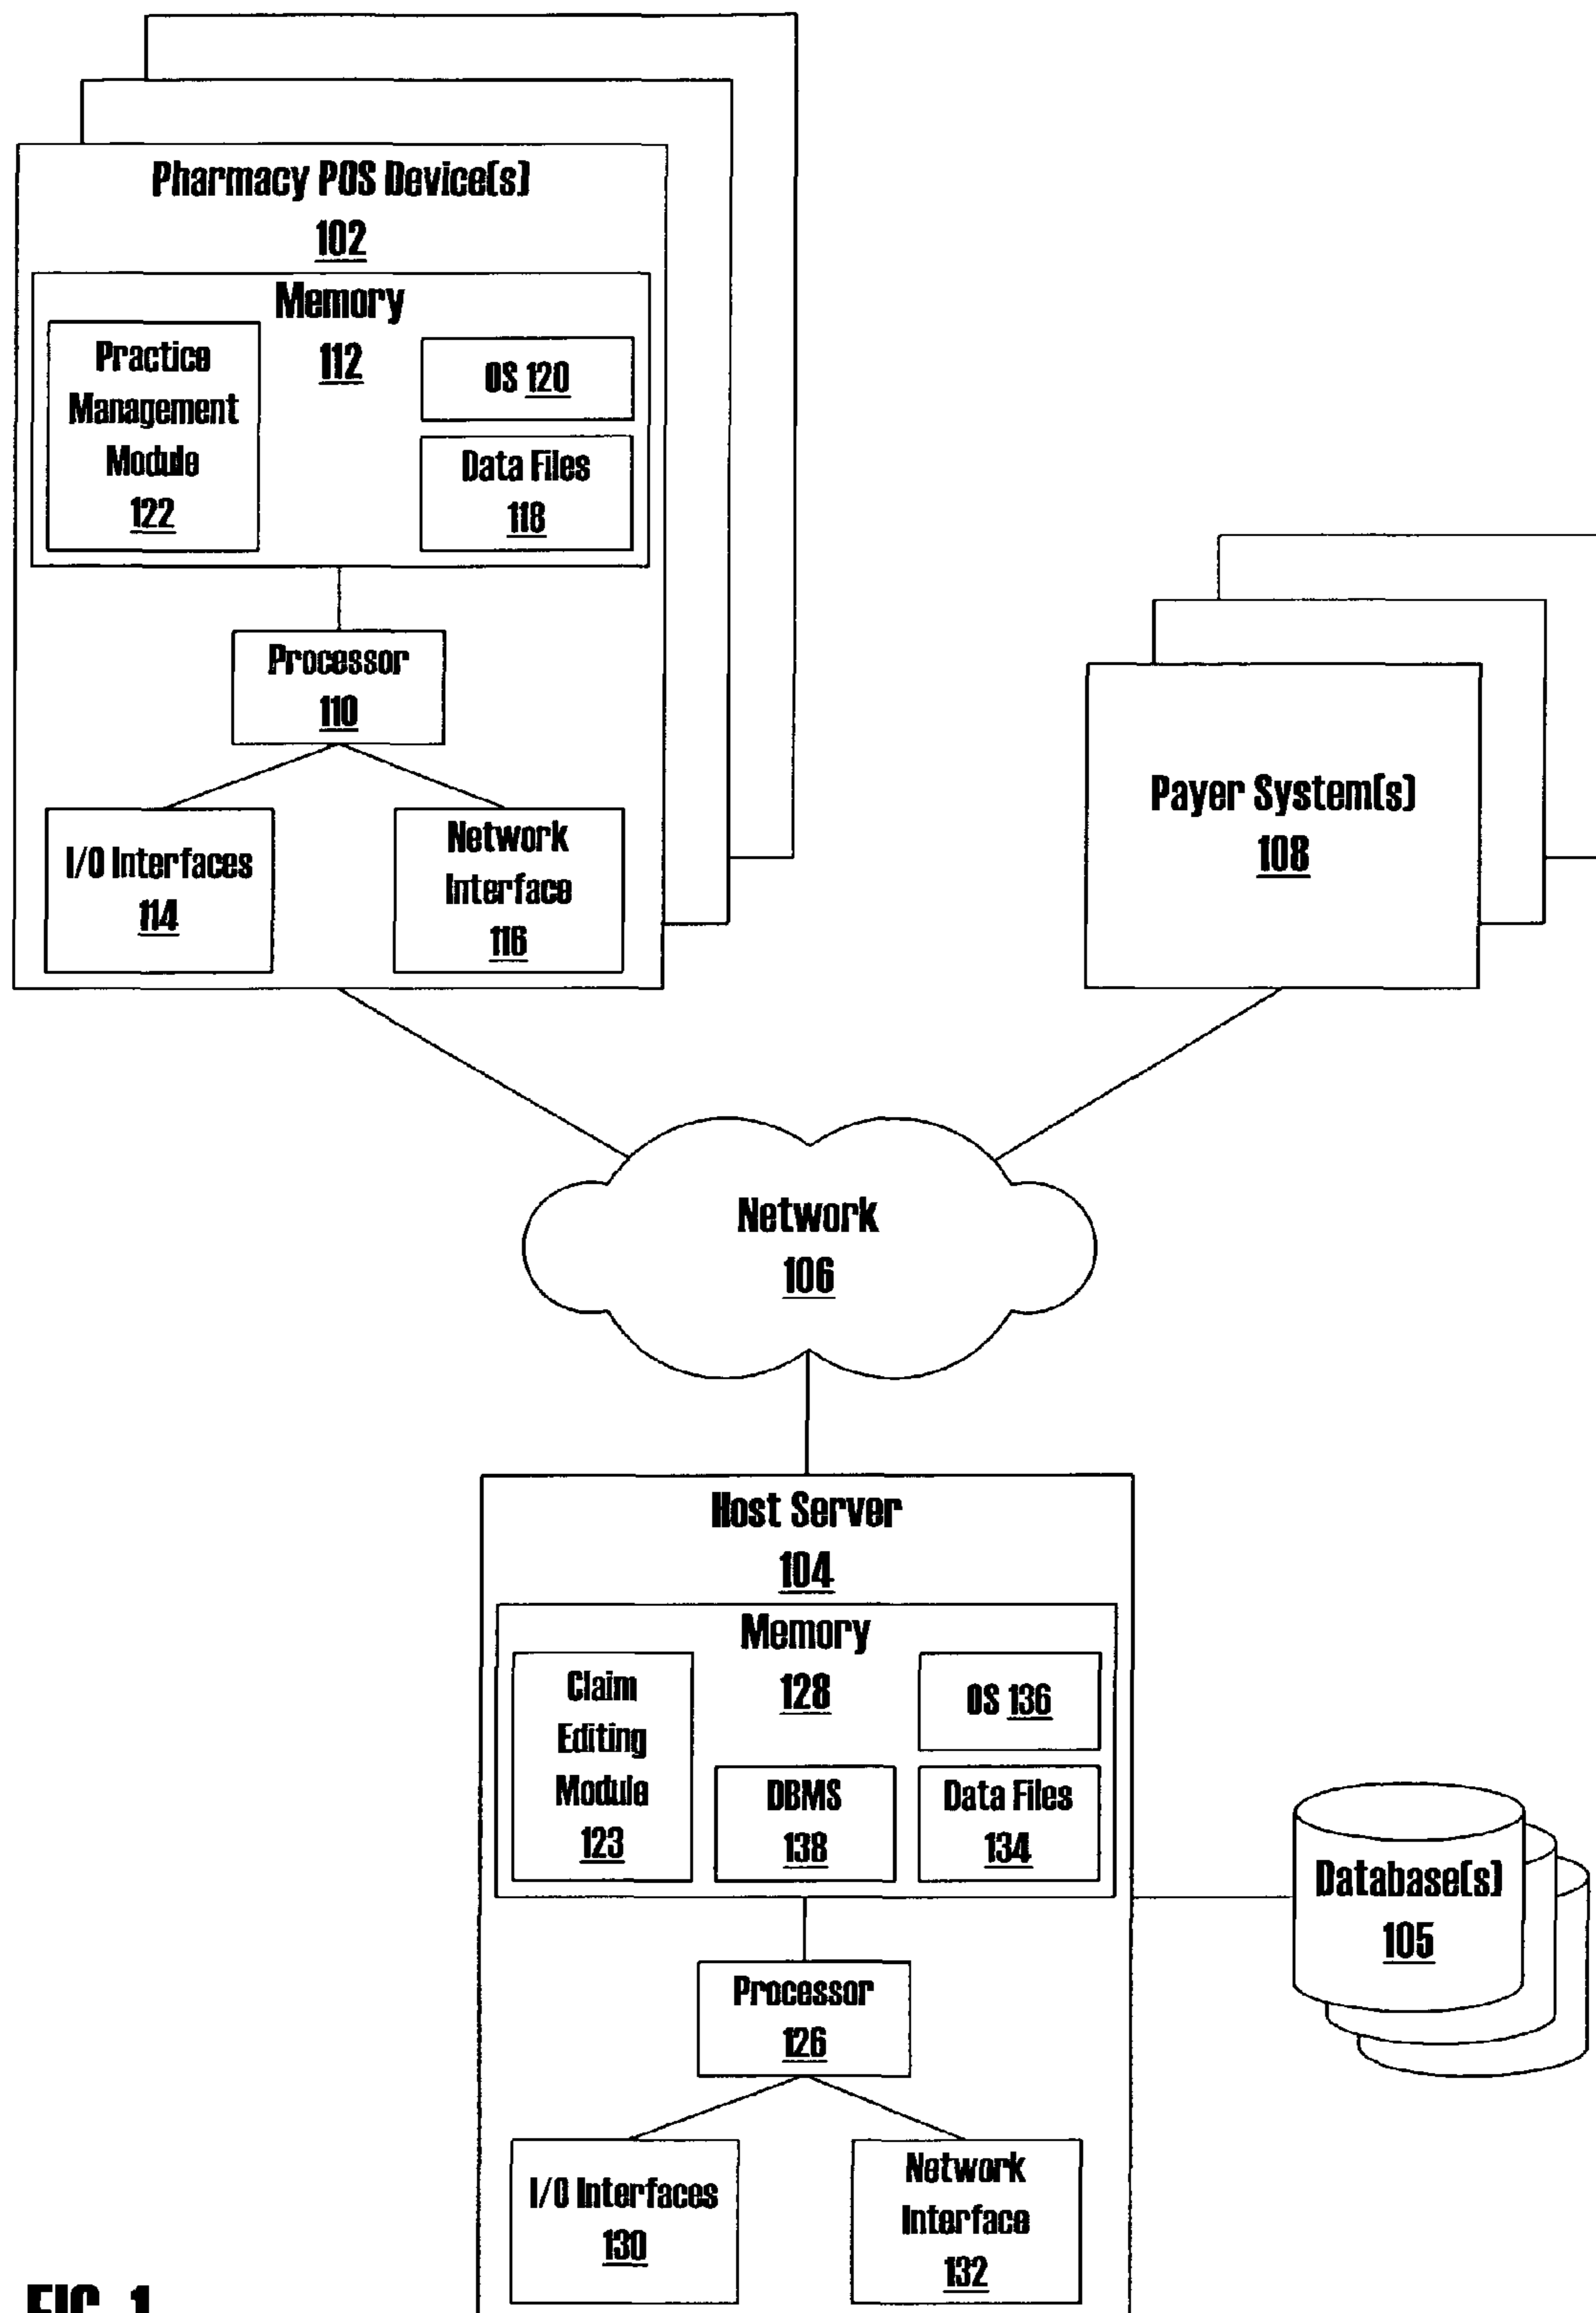 Pharmacy POS Device(s)
102
Memory
112
Practice
Management
Module
122
OS 120
Data Files
118
Processor
110
I/O Interfaces
114
Network
Interface
116
Payer System(s)
108
Network
106
Host Server
104
Memory
128
Claim
Editing
Module
123
DBMS
138
OS 136
Data Files
134
Database(s)
105
Processor
126
I/O Interfaces
130
Network
Interface
132
FIG. 1